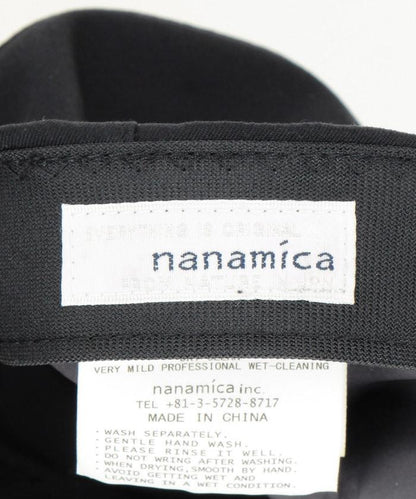 EVERYTHING IS ORIGINAL
nanamica
VERY MILD PROFESSIONAL WET-CLEANING
nanamica inc
TEL +81-3-5728-8717
MADE IN CHINA
・WASH SEPARATELY.
・GENTLE HAND WASH.
・PLEASE RINSE IT WELL.
・DO NOT WRING AFTER WASHING.
・WHEN DRYING,SMOOTH BY HAND.
・AVOID GETTING WET AND
LEAVING IN A WET CONDITION.